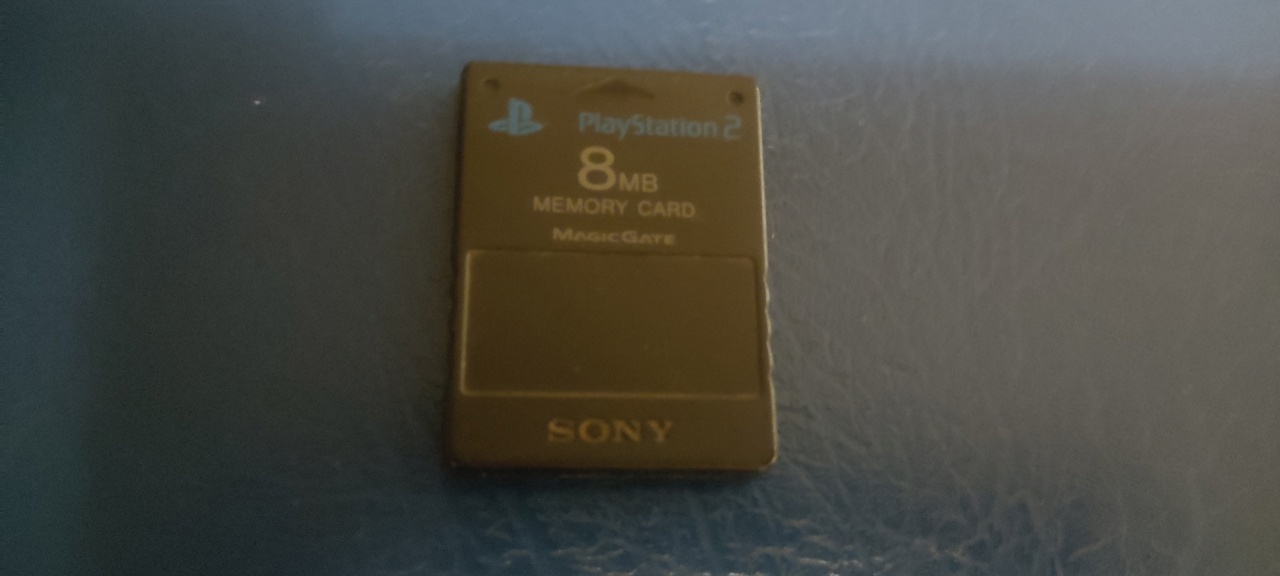 PlayStation 2
8MB
MEMORY CARD
MAGICGATE
SONY